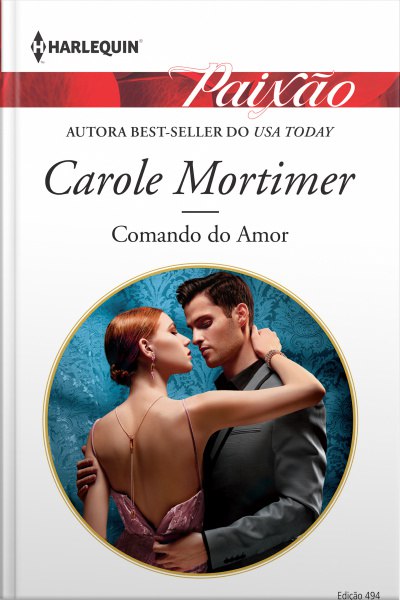 HARLEQUIN®
Paixão
AUTORA BEST-SELLER DO USA TODAY
Carole Mortimer
Comando do Amor
Edição 494